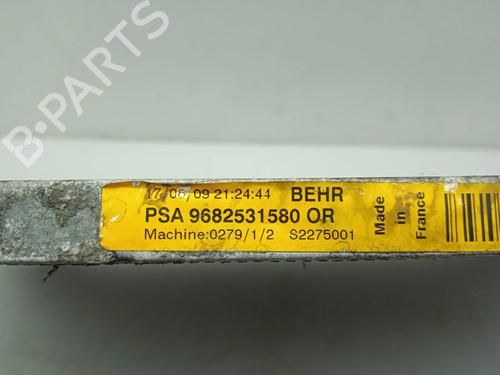 B-PARTS
17/06/09 21:24:44 BEHR
PSA 9682531580 OR
Machine:0279/1/2 S2275001
Made
in
France